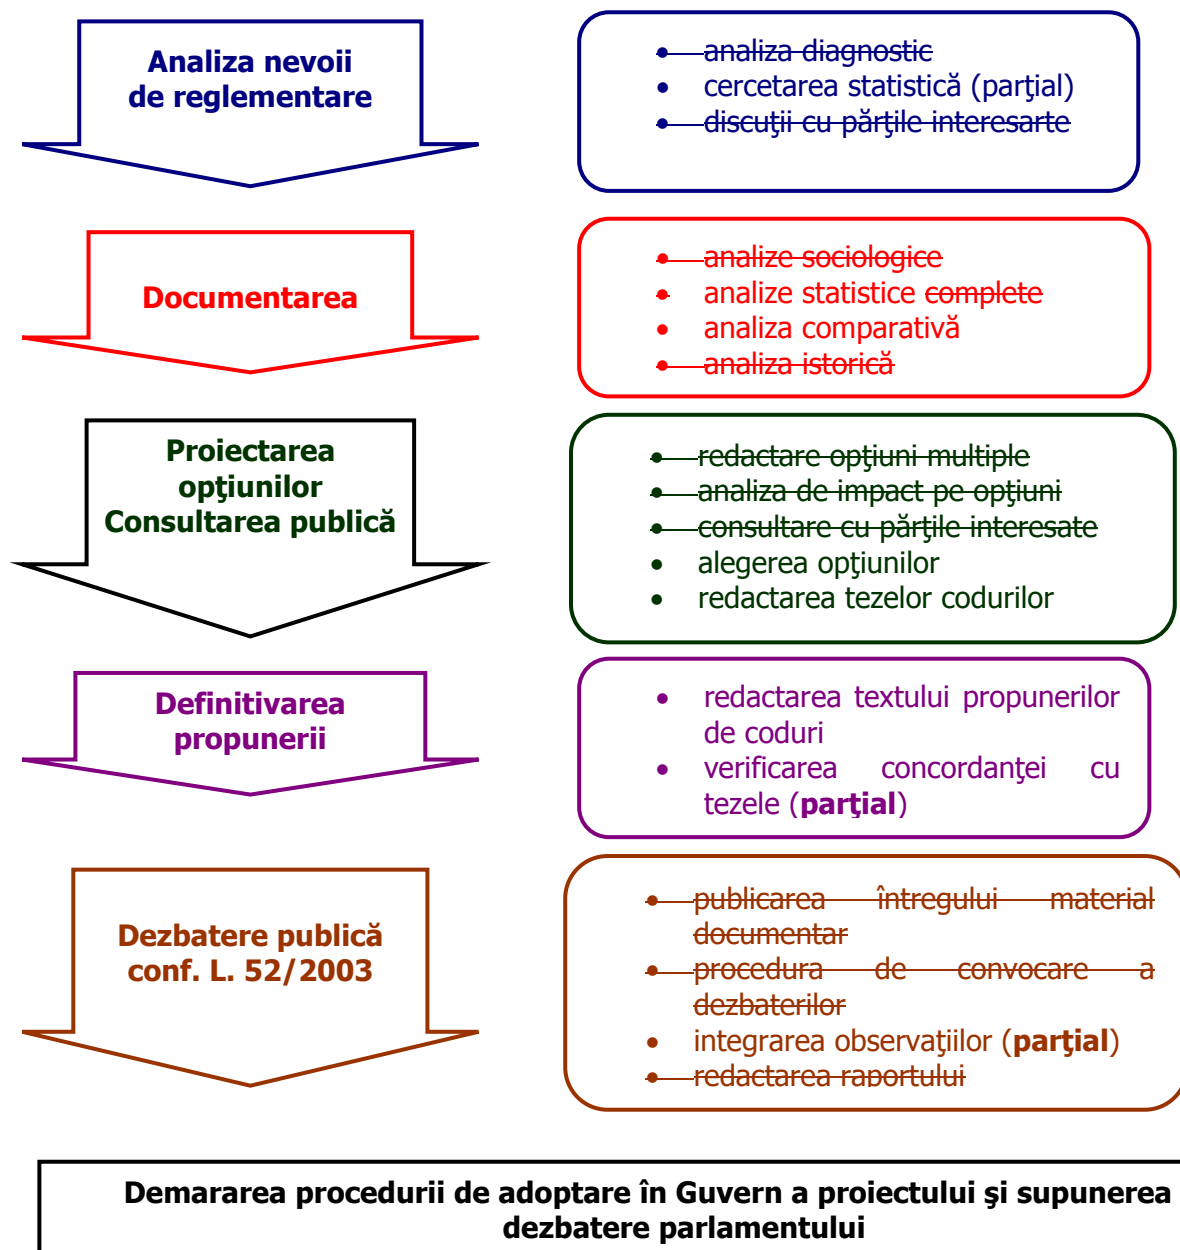 Analiza nevoii
de reglementare
• analiza diagnostic
• cercetarea statistică (parţial)
• discuţii cu părţile interesarte
Documentarea
• analize sociologice
• analize statistice complete
• analiza comparativă
• analiza istorică
Proiectarea
opţiunilor
Consultarea publică
• redactare opţiuni multiple
• analiza de impact pe opţiuni
• consultare cu părţile interesate
• alegerea opţiunilor
• redactarea tezelor codurilor
Definitivarea
propunerii
• redactarea textului propunerilor
de coduri
• verificarea concordanţei cu
tezele (parţial)
Dezbatere publică
conf. L. 52/2003
• publicarea întregului material
documentar
• procedura de convocare a
dezbaterilor
• integrarea observaţiilor (parţial)
• redactarea raportului
Demararea procedurii de adoptare în Guvern a proiectului şi supunerea
dezbatere parlamentului